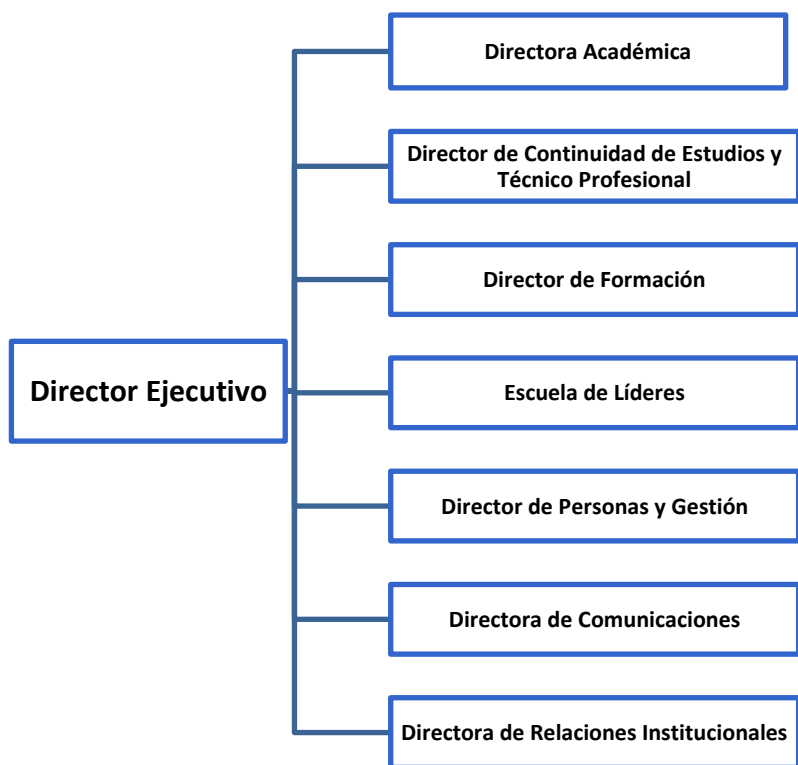 Directora Académica
Director de Continuidad de Estudios y
Técnico Profesional
Director de Formación
Director Ejecutivo
Escuela de Líderes
Director de Personas y Gestión
Directora de Comunicaciones
Directora de Relaciones Institucionales